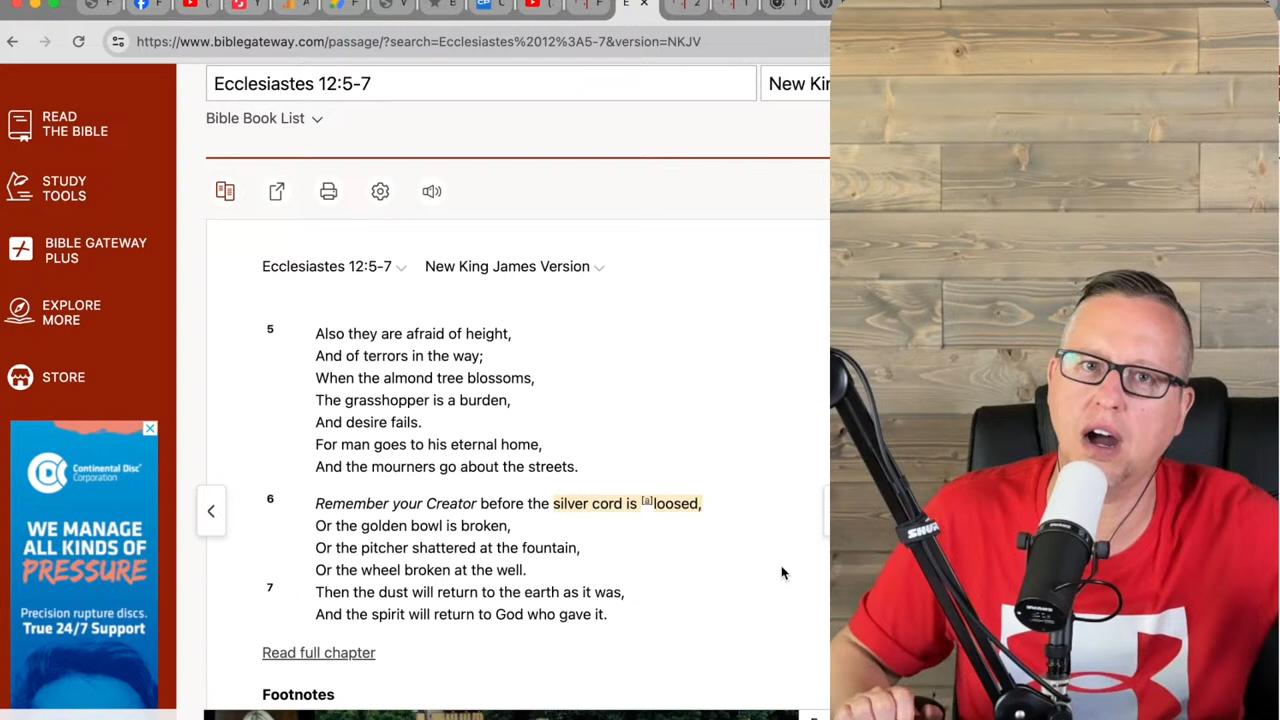 https://www.biblegateway.com/passage/?search=Ecclesiastes%2012%3A5-7&version=NKJV
READ
THE BIBLE
STUDY
TOOLS
BIBLE GATEWAY
PLUS
EXPLORE
MORE
STORE
Continental Disc
Corporation
WE MANAGE
ALL KINDS OF
PRESSURE
Precision rupture discs.
True 24/7 Support
Ecclesiastes 12:5-7
New Kin
Bible Book List
Ecclesiastes 12:5-7 New King James Version
5 Also they are afraid of height,
And of terrors in the way;
When the almond tree blossoms,
The grasshopper is a burden,
And desire fails.
For man goes to his eternal home,
And the mourners go about the streets.
6 Remember your Creator before the silver cord is [a]loosed,
Or the golden bowl is broken,
Or the pitcher shattered at the fountain,
Or the wheel broken at the well.
7 Then the dust will return to the earth as it was,
And the spirit will return to God who gave it.
Read full chapter
Footnotes
SHURE